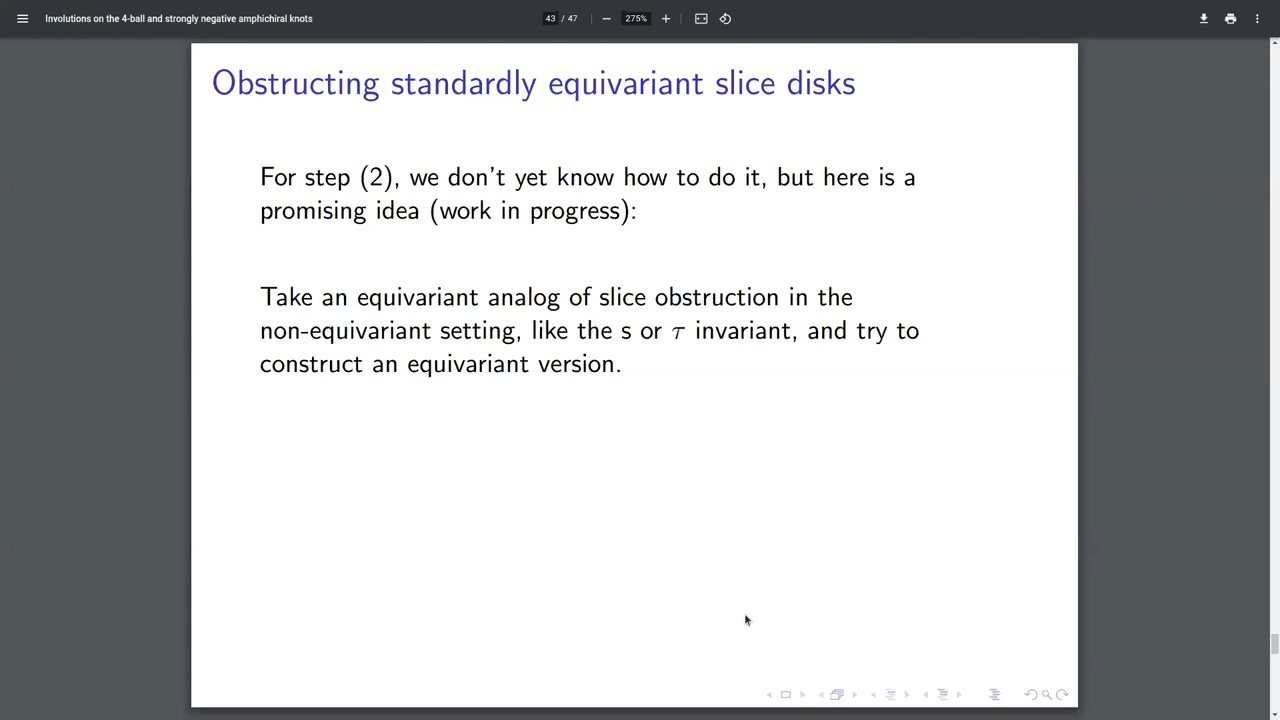 Involutions on the 4-ball and strongly negative amphichiral knots
43 / 47
275%
Obstructing standardly equivariant slice disks
For step (2), we don't yet know how to do it, but here is a
promising idea (work in progress):
Take an equivariant analog of slice obstruction in the
non-equivariant setting, like the s or τ invariant, and try to
construct an equivariant version.